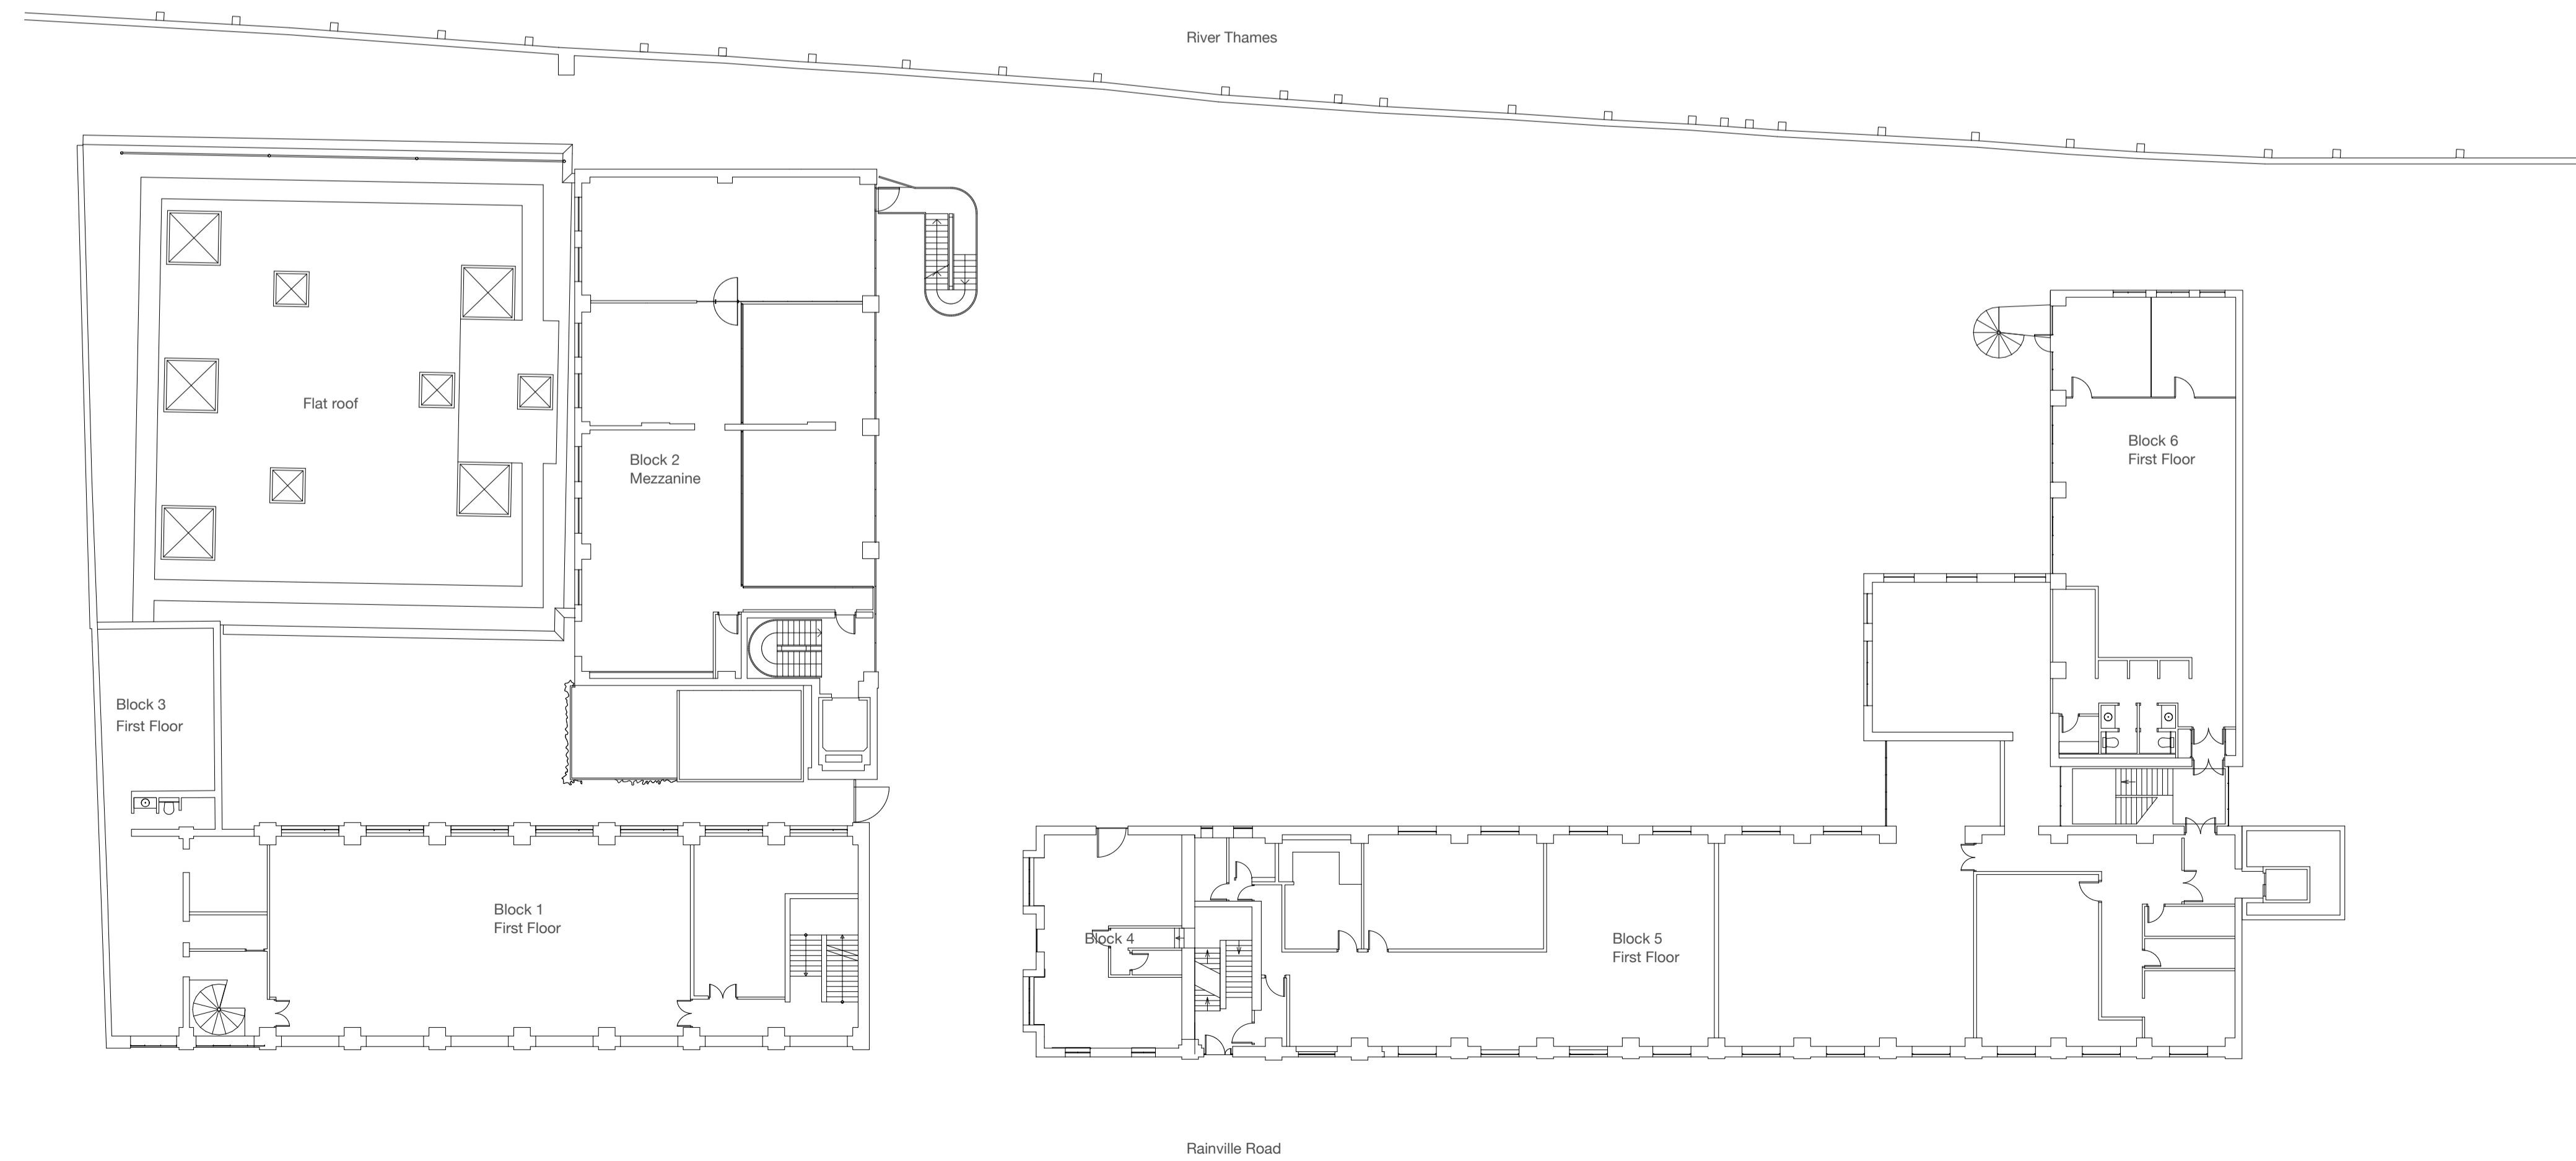 River Thames
Flat roof
Block 2
Mezzanine
Block 6
First Floor
Block 3
First Floor
Block 1
First Floor
Block 4
Block 5
First Floor
Rainville Road